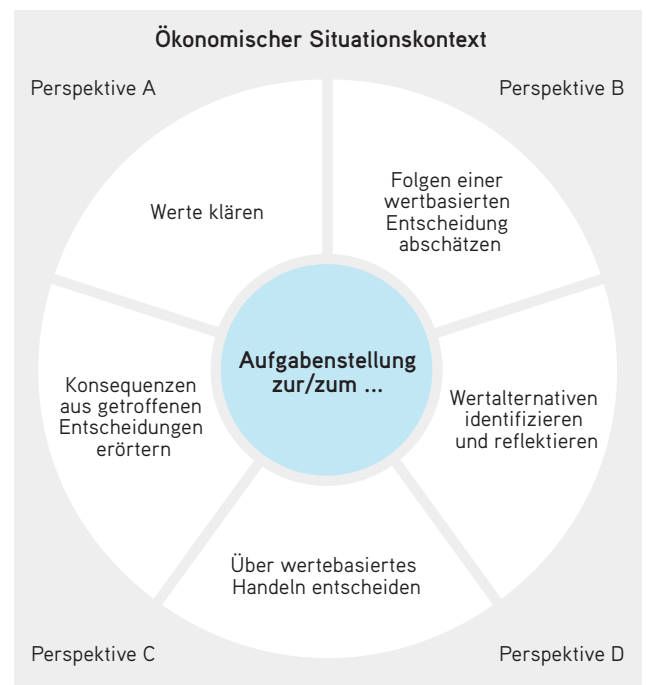 Ökonomischer Situationskontext
Perspektive A
Perspektive B
Werte klären
Folgen einer
wertbasierten
Entscheidung
abschätzen
Aufgabenstellung
zur/zum ...
Konsequenzen
aus getroffenen
Entscheidungen
erörtern
Wertalternativen
identifizieren
und reflektieren
Über wertebasiertes
Handeln entscheiden
Perspektive C
Perspektive D